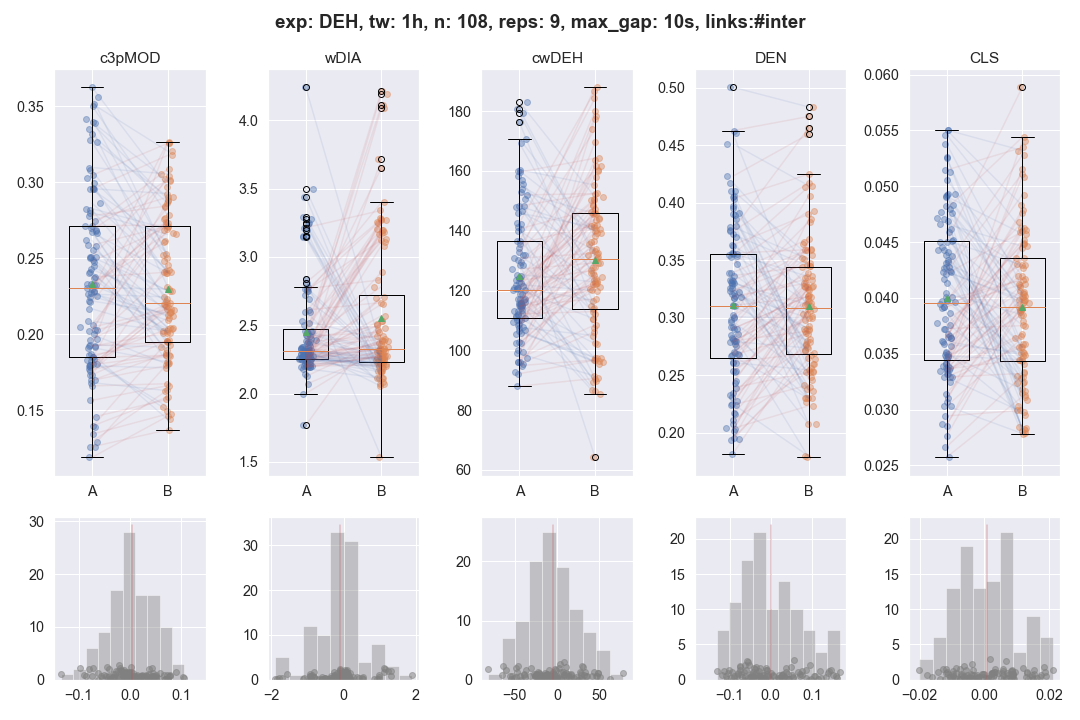 exp: DEH, tw: 1h, n: 108, reps: 9, max_gap: 10s, links:#inter
c3pMOD wDIA cwDEH DEN CLS
0.35 0.30 0.25 0.20 0.15
A B
4.0 3.5 3.0 2.5 2.0 1.5
A B
180 160 140 120 100 80 60
A B
0.50 0.45 0.40 0.35 0.30 0.25 0.20
A B
0.060 0.055 0.050 0.045 0.040 0.035 0.030 0.025
A B
30 20 10 0
−0.1 0.0 0.1
30 20 10 0
−2 0 2
20 10 0
−50 0 50
20 15 10 5 0
−0.1 0.0 0.1
20 15 10 5 0
−0.02 0.00 0.02